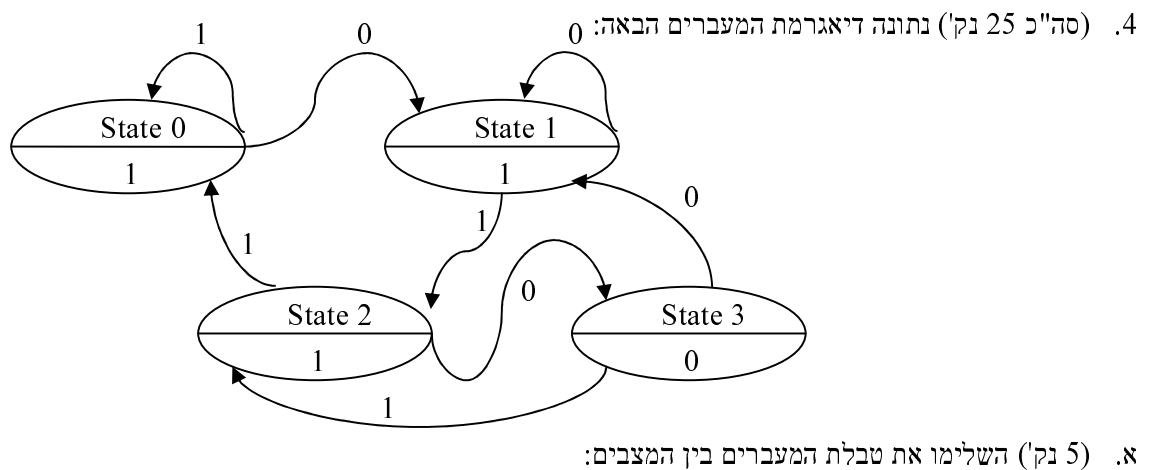 4. (סה"כ 25 נק') נתונה דיאגרמת המעברים הבאה:
1
0
0
State 0
1
State 1
1
0
1
1
0
State 2
1
State 3
0
1
א. (5 נק') השלימו את טבלת המעברים בין המצבים: